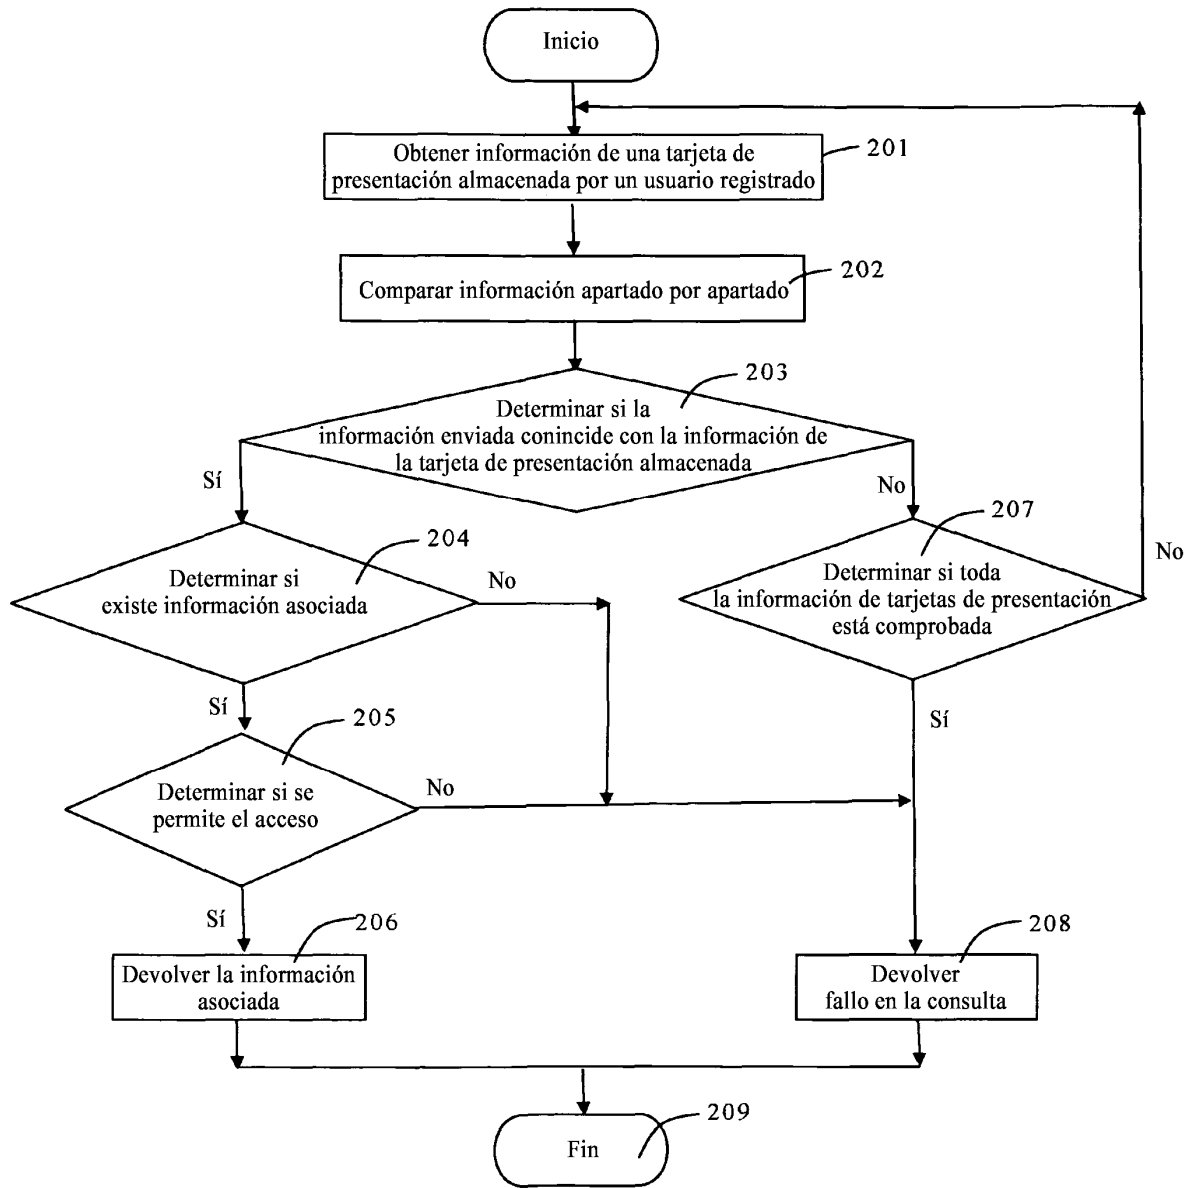 Inicio
Obtener información de una tarjeta de
presentación almacenada por un usuario registrado
201
Comparar información apartado por apartado
202
203
Determinar si la
información enviada conincide con la información de
la tarjeta de presentación almacenada
Sí
No
204
Determinar si
existe información asociada
No
207
Determinar si toda
la información de tarjetas de presentación
está comprobada
No
Sí
Sí
205
Determinar si se
permite el acceso
No
Sí
206
Devolver la información
asociada
208
Devolver
fallo en la consulta
209
Fin